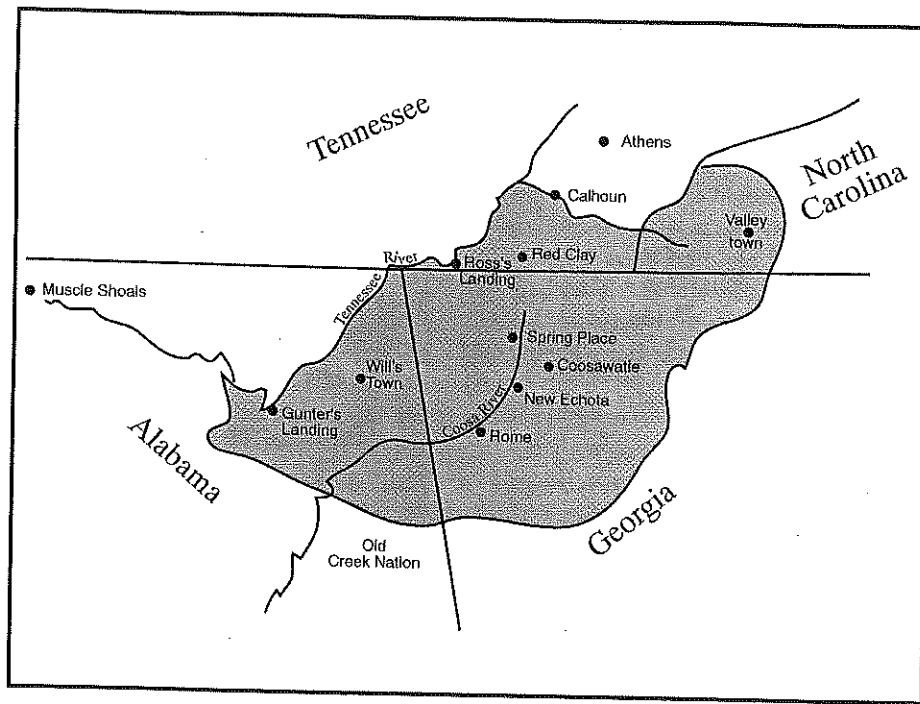 Tennessee
Athens
North
Carolina
Calhoun
Valley
town
River
Ross's
Landing
Red Clay
Muscle Shoals
Tennessee
Spring Place
Will's
Town
Coosawatie
New Echota
Gunter's
Landing
Coosa River
Rome
Alabama
Georgia
Old
Creek Nation